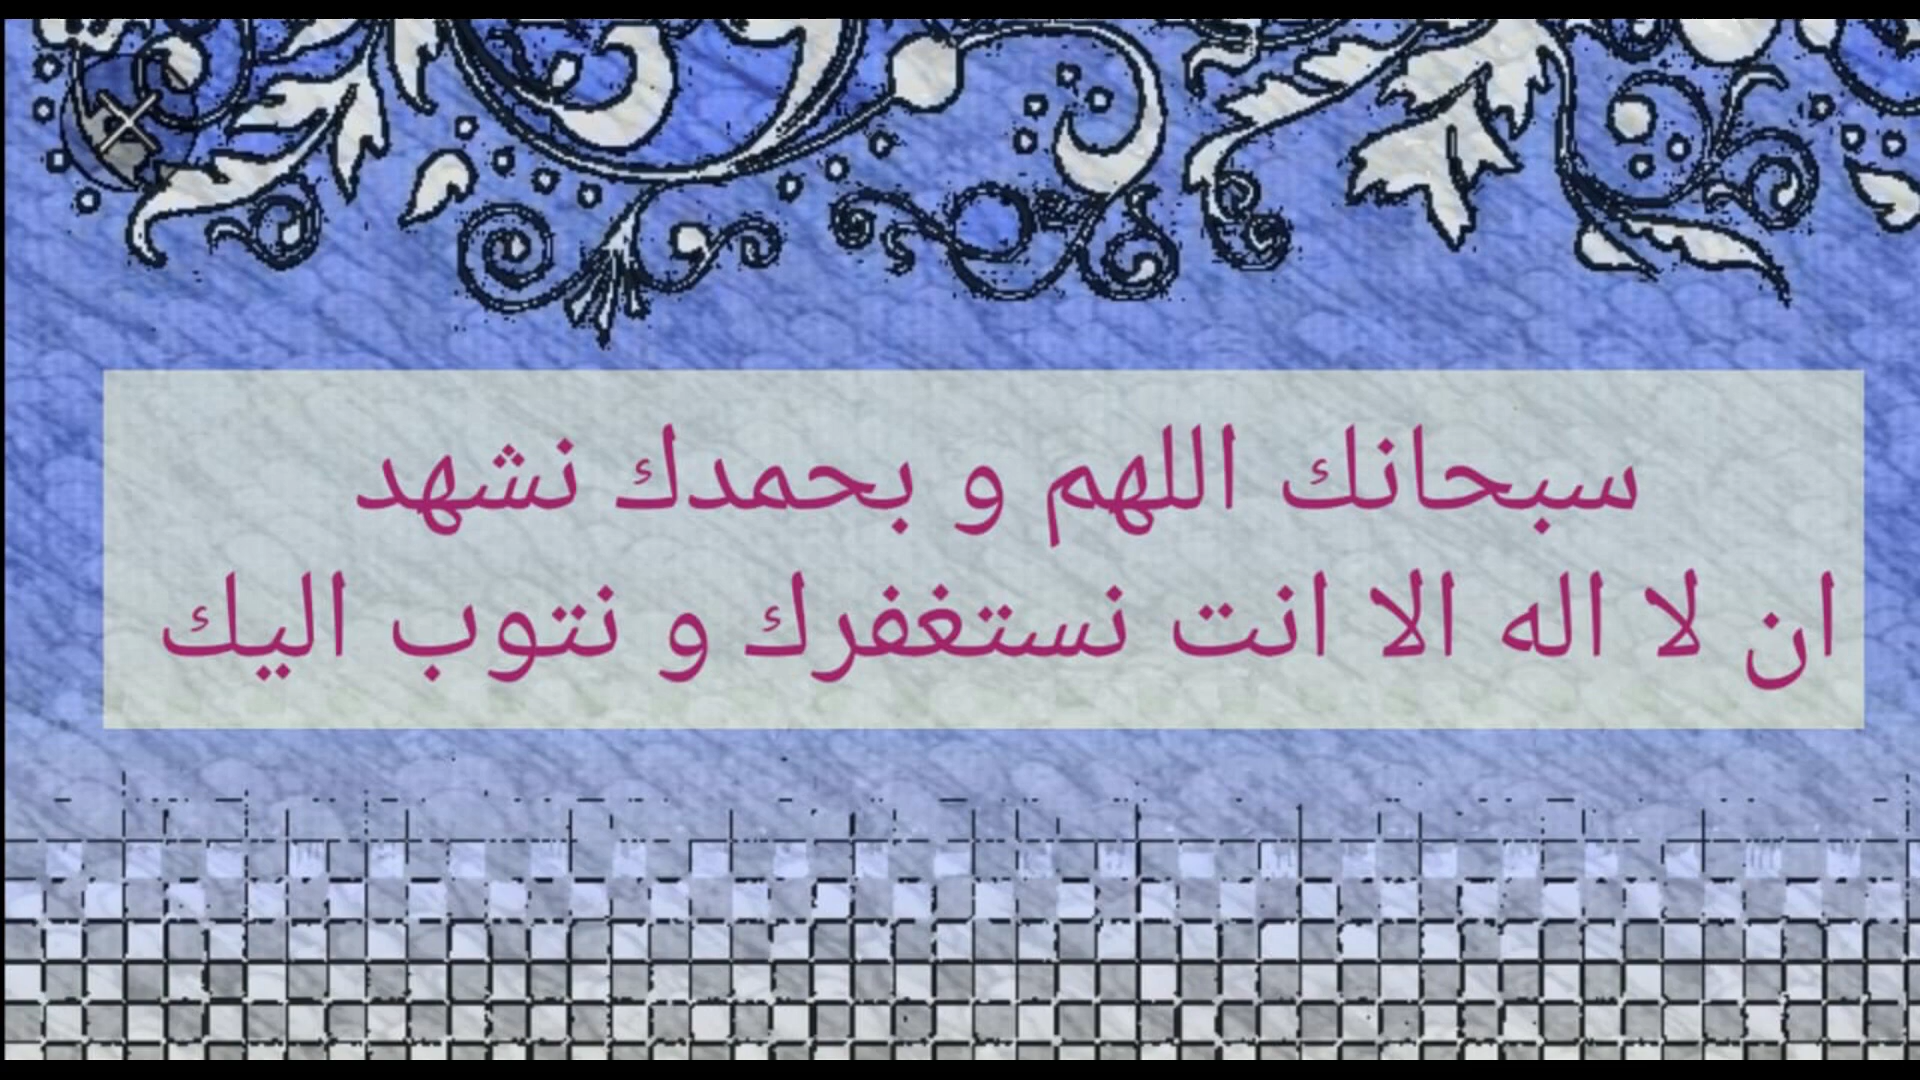 سبحانك اللهم و بحمدك نشهد
ان لا اله الا انت نستغفرك و نتوب اليك